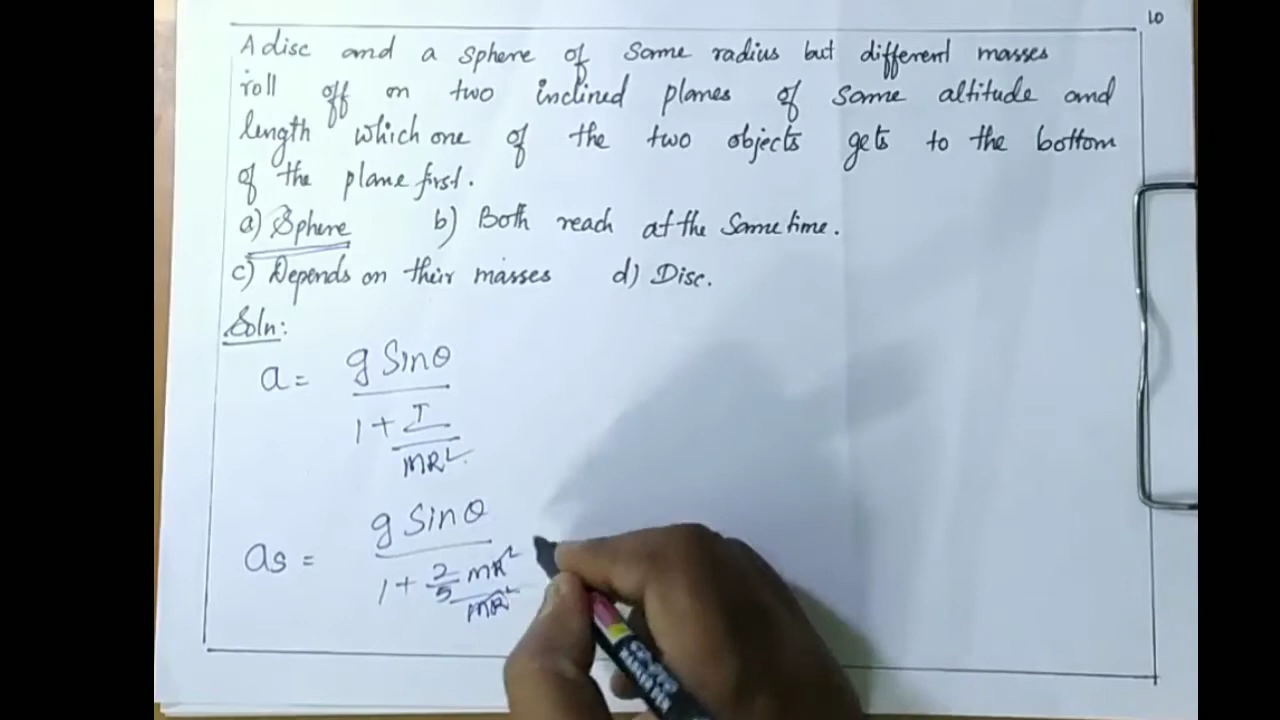 10
A disc and a sphere of same radius but different masses
roll off on two inclined planes of same altitude and
length which one of the two objects gets to the bottom
of the plane first.
a) Sphere b) Both reach at the Same time.
c) Depends on their masses d) Disc.
Soln:
a = g Sinθ / 1 + I / MR²
as = g Sinθ / 1 + 2/5 MR² / MR²